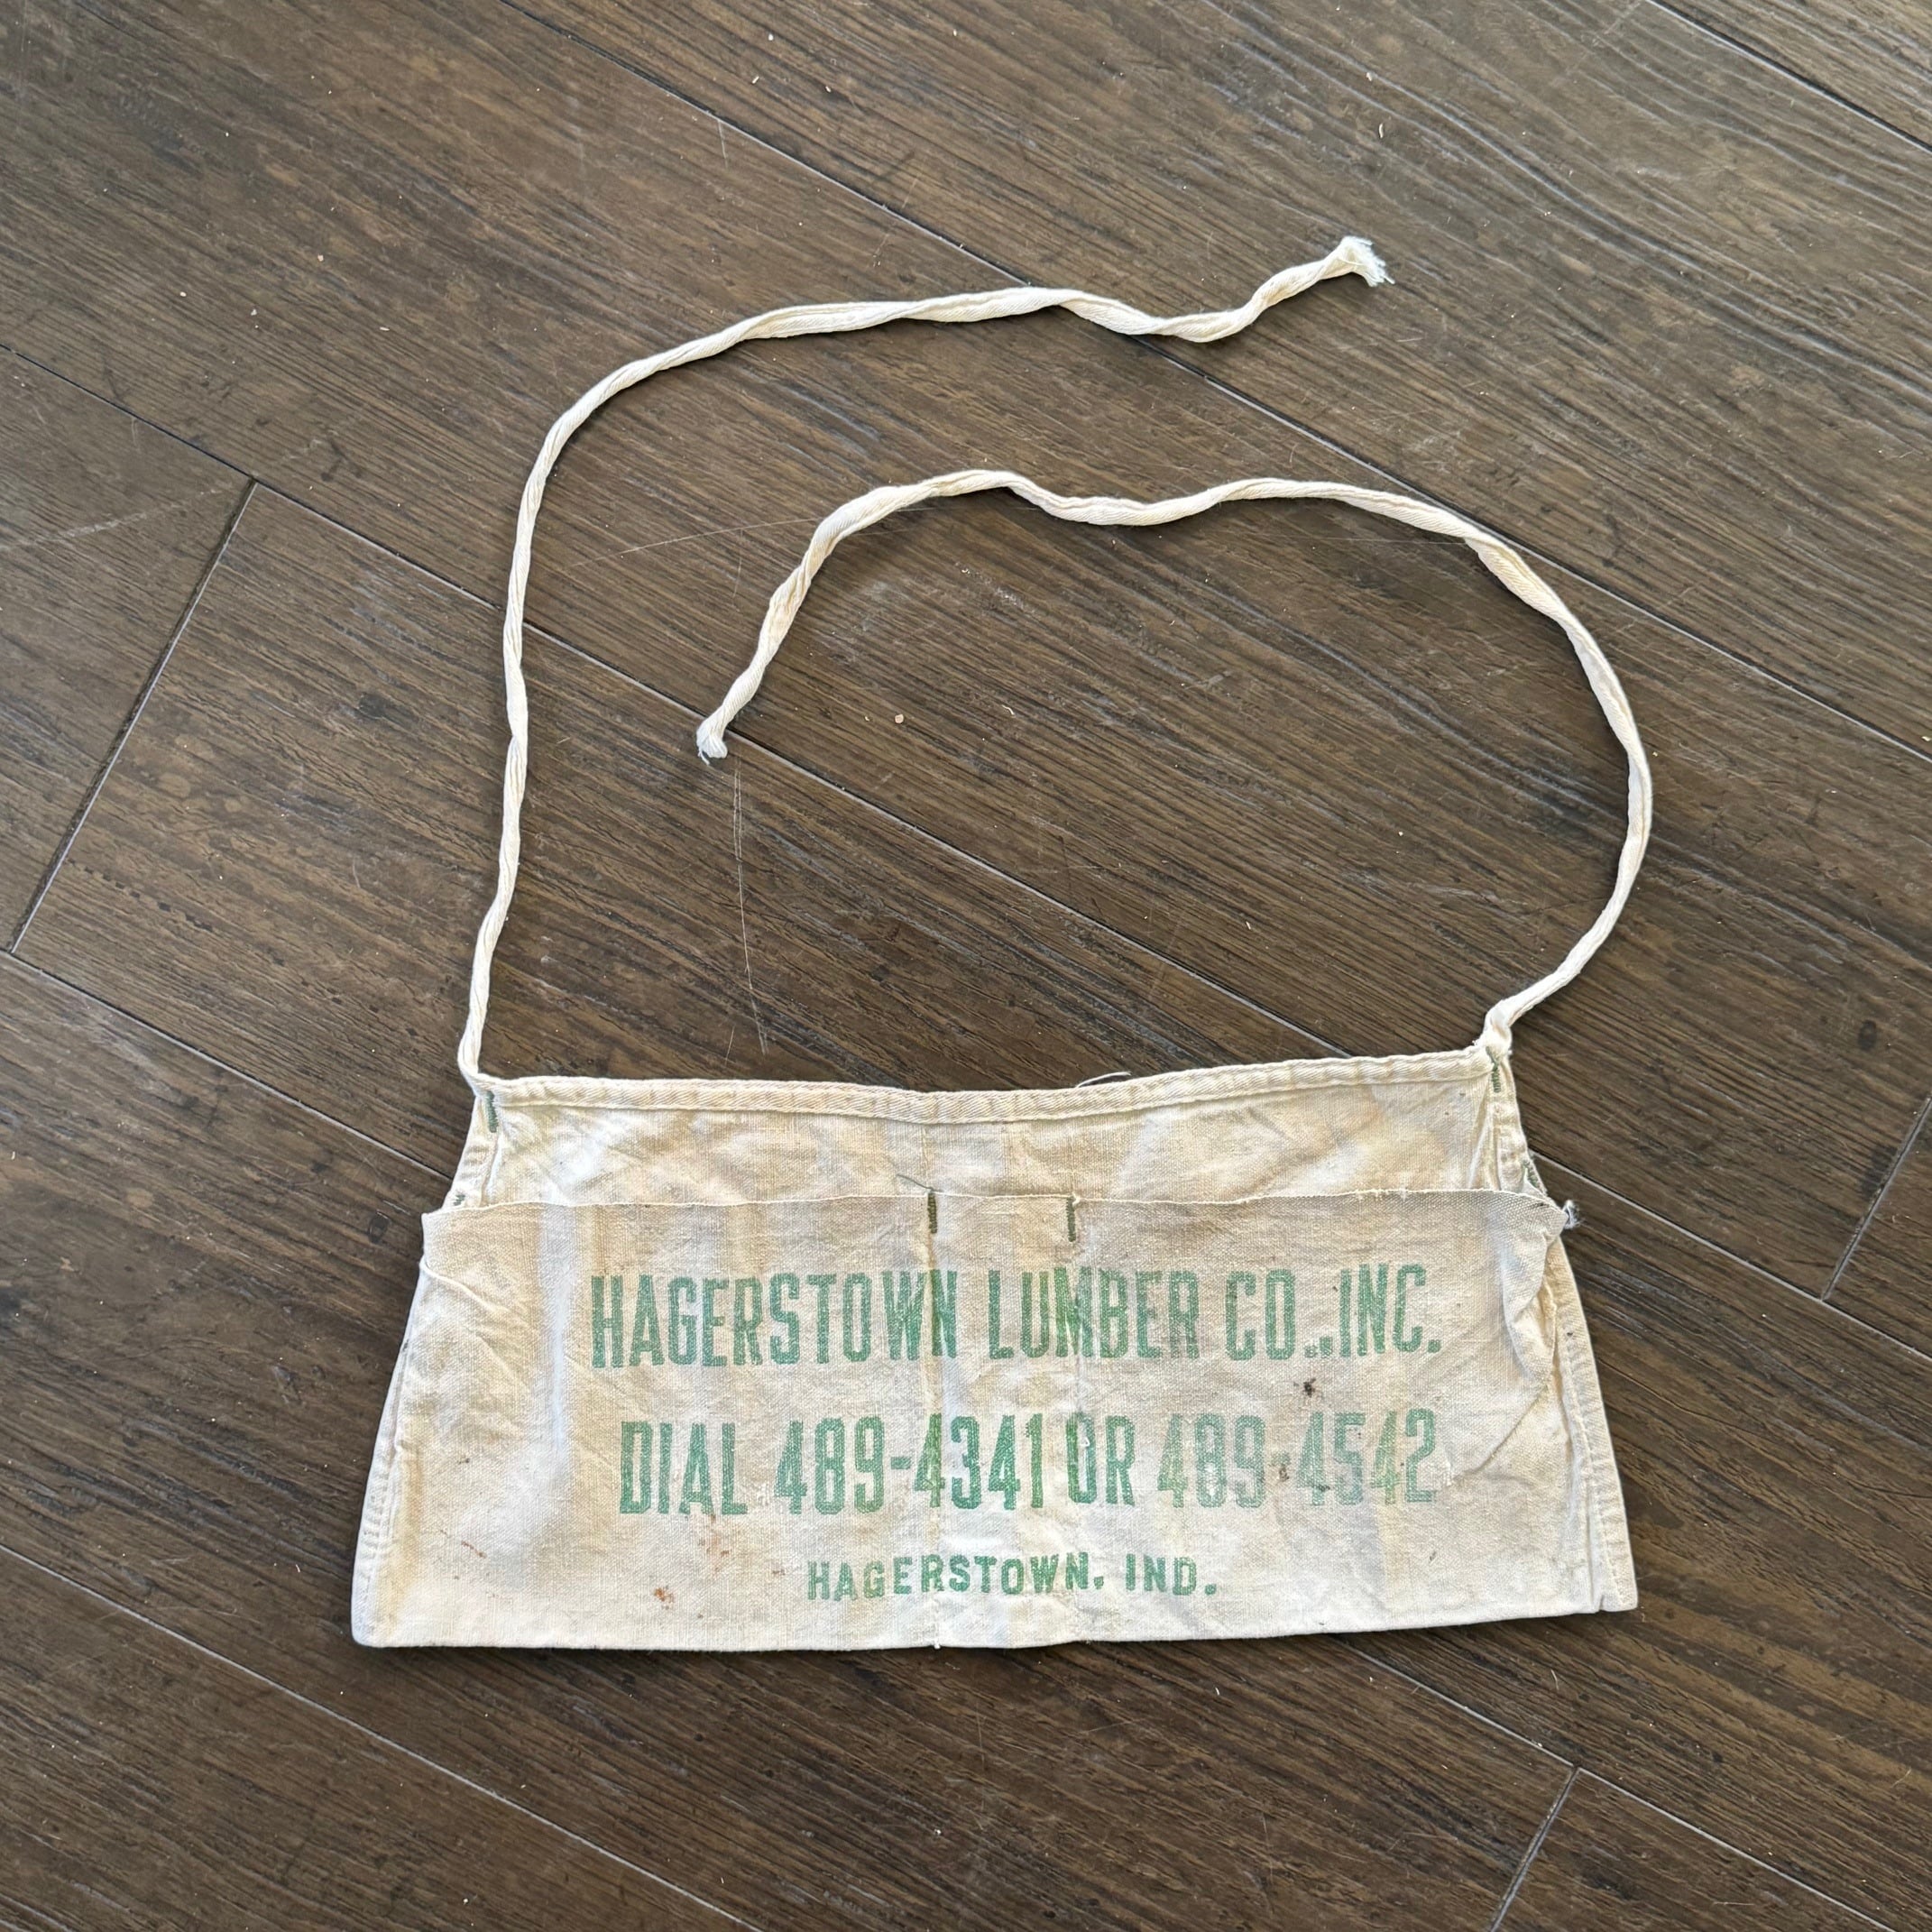 HAGERSTOWN LUMBER CO., INC.
DIAL 489-4341 OR 489-4542
HAGERSTOWN, IND.